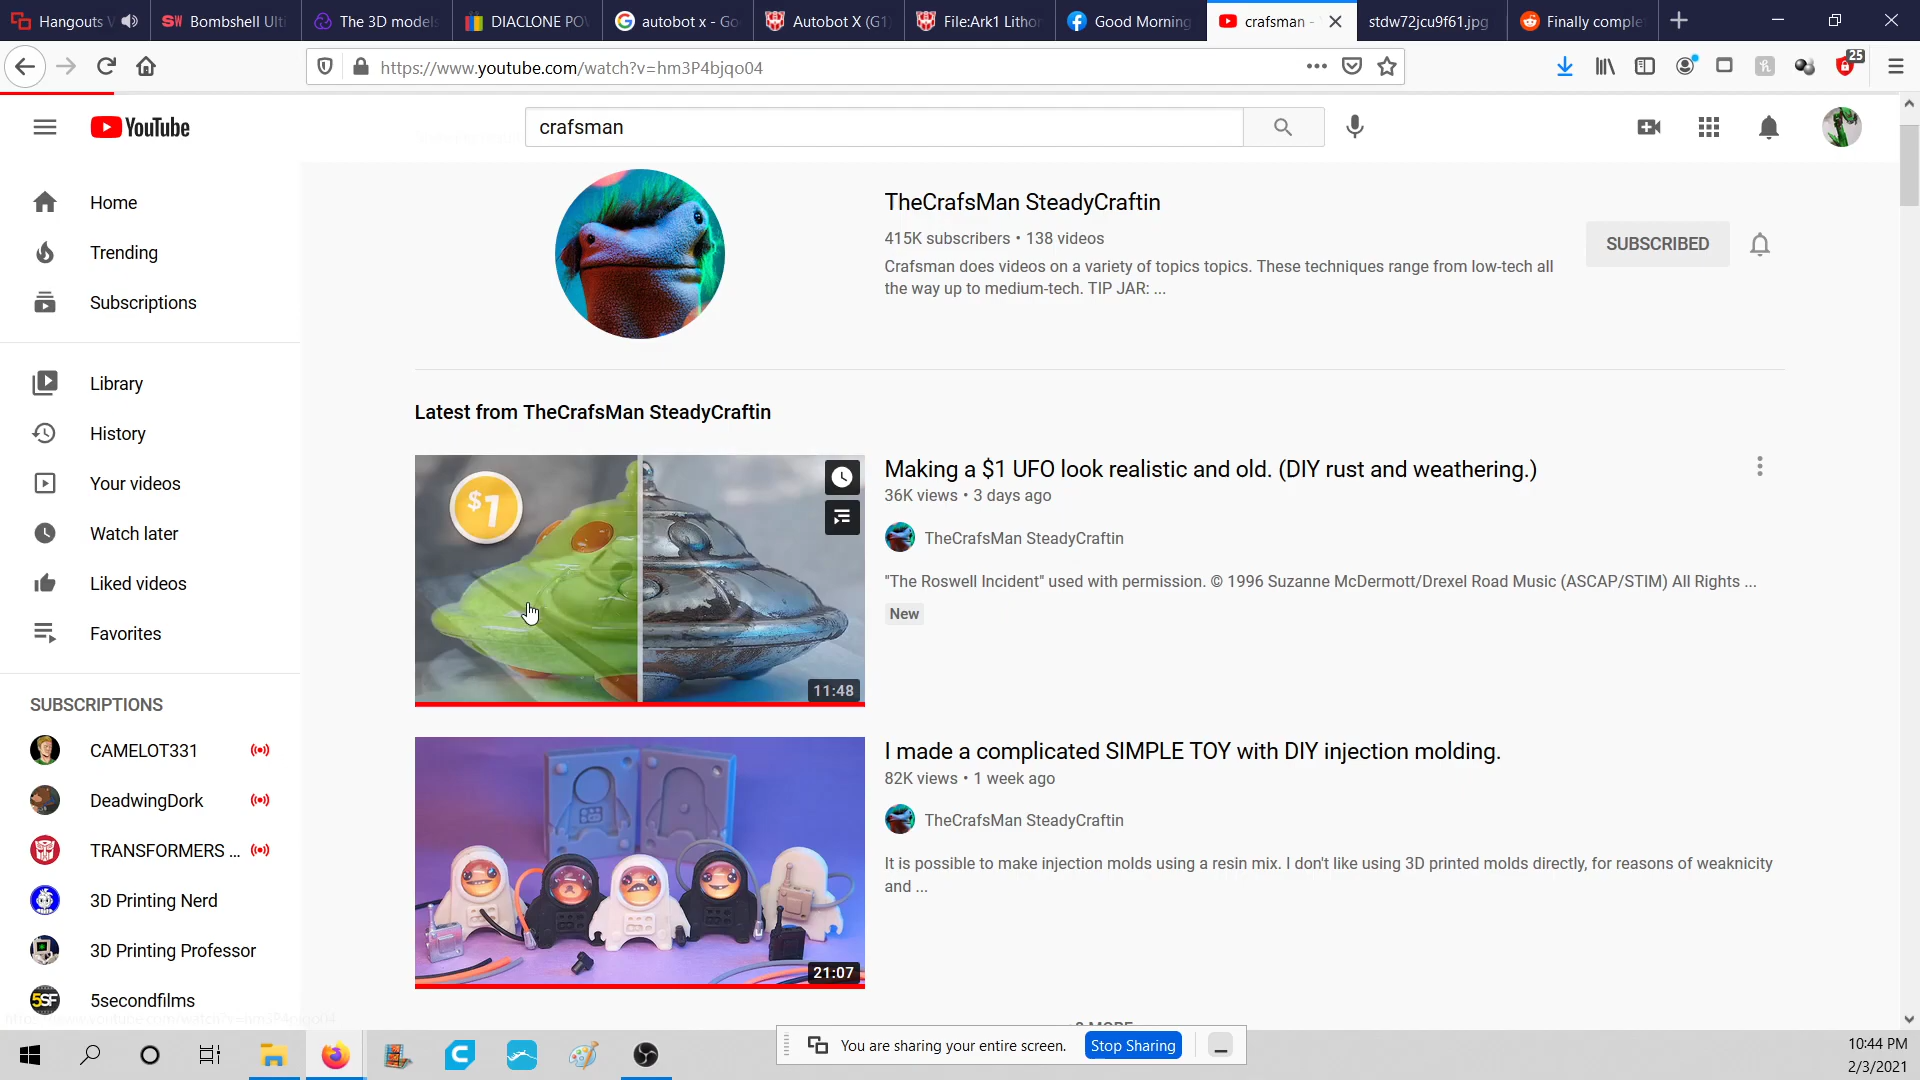 Hangouts
SW Bombshell Ulti
The 3D models
DIACLONE POW
autobot x - Go
Autobot X (G1)
File:Ark1 Lithor
Good Morning
crafsman -
stdw72jcu9f61.jpg
Finally comple
https://www.youtube.com/watch?v=hm3P4bjqo04
25
YouTube
crafsman
Home
Trending
Subscriptions
Library
History
Your videos
Watch later
Liked videos
Favorites
SUBSCRIPTIONS
CAMELOT331
DeadwingDork
TRANSFORMERS ...
3D Printing Nerd
3D Printing Professor
5SF
5secondfilms
TheCrafsMan SteadyCraftin
415K subscribers • 138 videos
Crafsman does videos on a variety of topics topics. These techniques range from low-tech all
the way up to medium-tech. TIP JAR: ...
SUBSCRIBED
Latest from TheCrafsMan SteadyCraftin
$1
11:48
Making a $1 UFO look realistic and old. (DIY rust and weathering.)
36K views • 3 days ago
TheCrafsMan SteadyCraftin
"The Roswell Incident" used with permission. © 1996 Suzanne McDermott/Drexel Road Music (ASCAP/STIM) All Rights ...
New
21:07
I made a complicated SIMPLE TOY with DIY injection molding.
82K views • 1 week ago
TheCrafsMan SteadyCraftin
It is possible to make injection molds using a resin mix. I don't like using 3D printed molds directly, for reasons of weaknicity
and ...
You are sharing your entire screen.
Stop Sharing
10:44 PM
2/3/2021